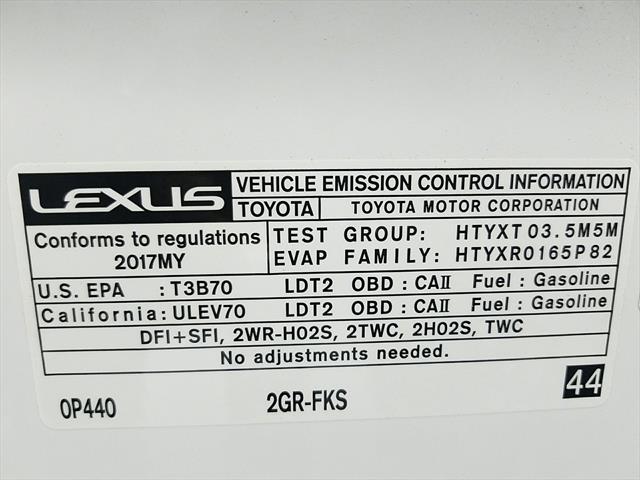 LEXUS VEHICLE EMISSION CONTROL INFORMATION
TOYOTA TOYOTA MOTOR CORPORATION
Conforms to regulations
2017MY
TEST GROUP: HTYXT03.5M5M
EVAP FAMILY: HTYXR0165P82
U.S. EPA : T3B70 LDT2 OBD : CAII Fuel : Gasoline
California : ULEV70 LDT2 OBD : CAII Fuel : Gasoline
DFI+SFI, 2WR-HO2S, 2TWC, 2HO2S, TWC
No adjustments needed.
0P440 2GR-FKS 44